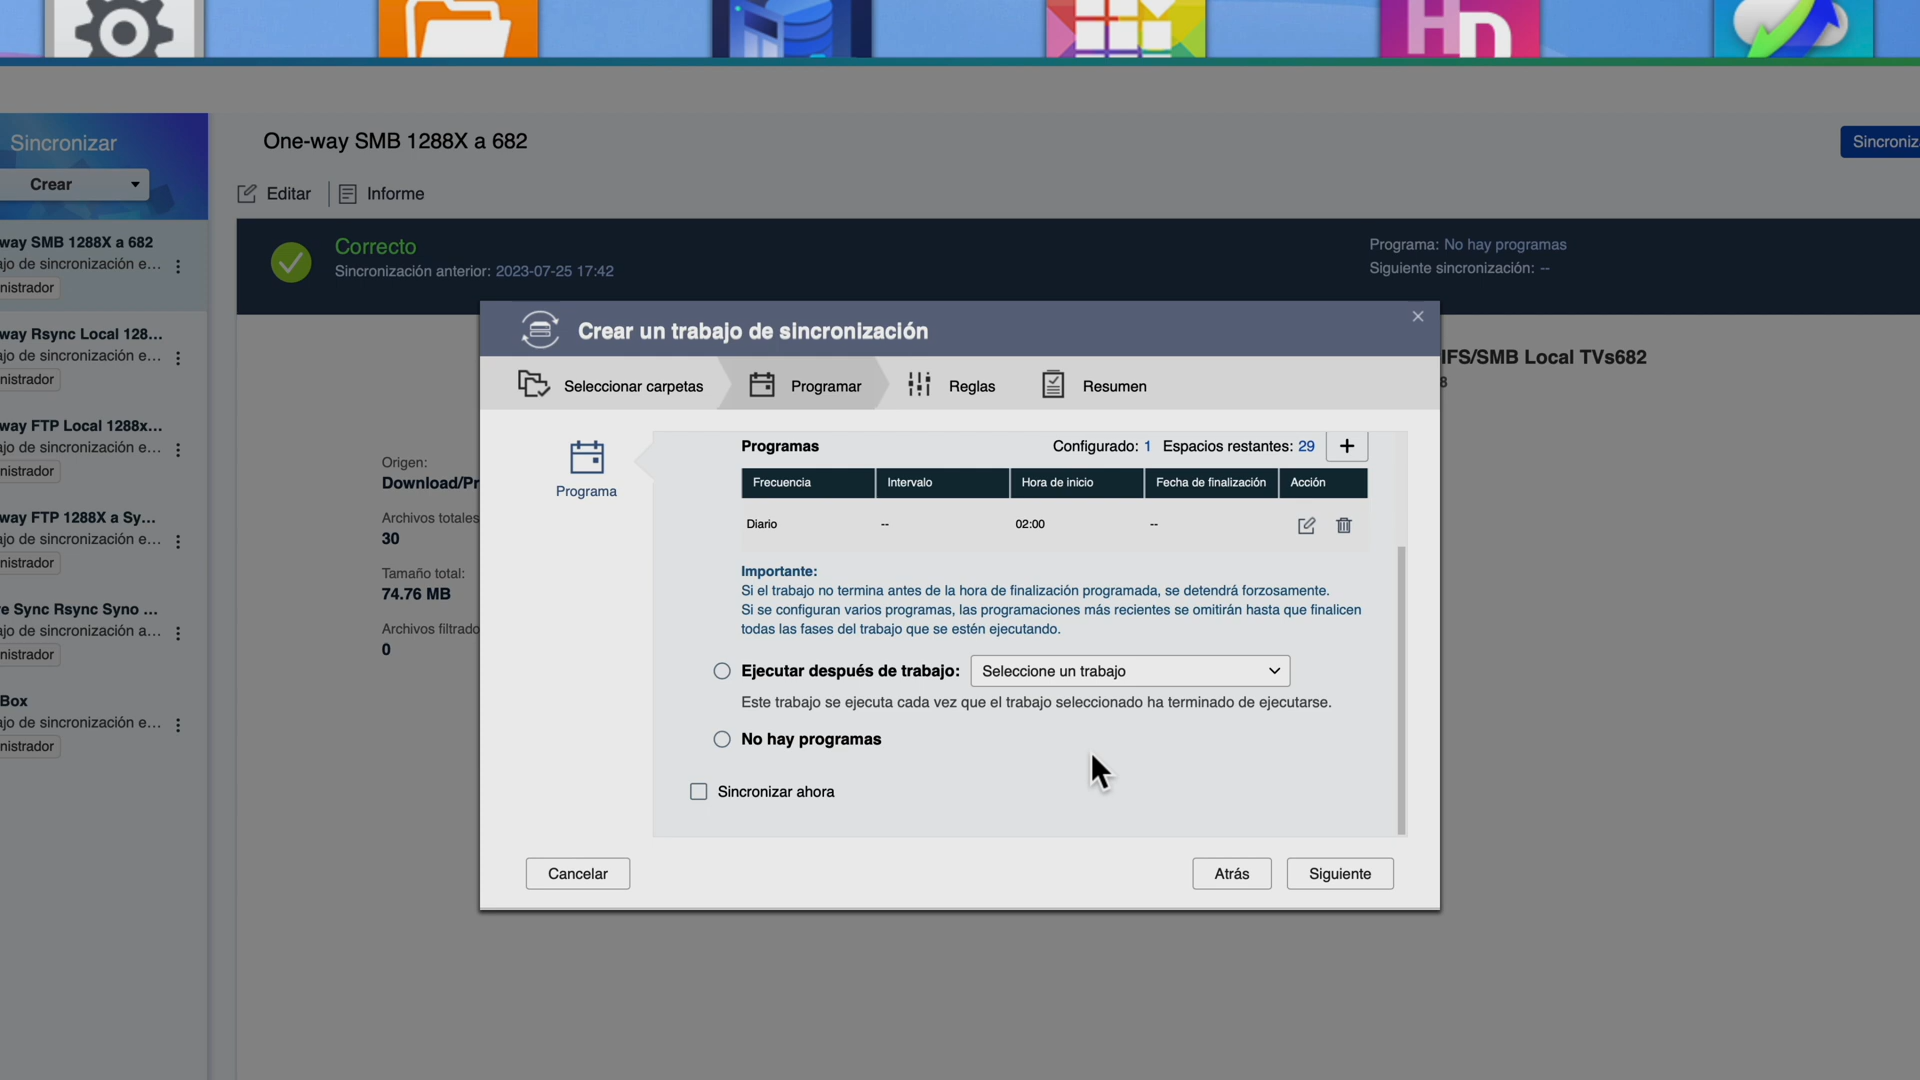 Sincronizar
Crear
One-way SMB 1288X a 682
Sincroniz
Editar
Informe
Correcto
Sincronización anterior: 2023-07-25 17:42
Programa: No hay programas
Siguiente sincronización: --
way SMB 1288X a 682
ajo de sincronización e...
nistrador
way Rsync Local 128...
ajo de sincronización e...
nistrador
way FTP Local 1288x...
ajo de sincronización e...
nistrador
way FTP 1288X a Sy...
ajo de sincronización e...
nistrador
e Sync Rsync Syno ...
ajo de sincronización a...
nistrador
Box
ajo de sincronización e...
nistrador
Origen:
Download/Pr
Archivos totales
30
Tamaño total:
74.76 MB
Archivos filtrado
0
IFS/SMB Local TVs682
8
Crear un trabajo de sincronización
Seleccionar carpetas
Programar
Reglas
Resumen
Programa
Programas
Configurado: 1 Espacios restantes: 29 +
Frecuencia Intervalo Hora de inicio Fecha de finalización Acción
Diario -- 02:00 --
Importante:
Si el trabajo no termina antes de la hora de finalización programada, se detendrá forzosamente.
Si se configuran varios programas, las programaciones más recientes se omitirán hasta que finalicen
todas las fases del trabajo que se estén ejecutando.
Ejecutar después de trabajo: Seleccione un trabajo
Este trabajo se ejecuta cada vez que el trabajo seleccionado ha terminado de ejecutarse.
No hay programas
Sincronizar ahora
Cancelar
Atrás
Siguiente